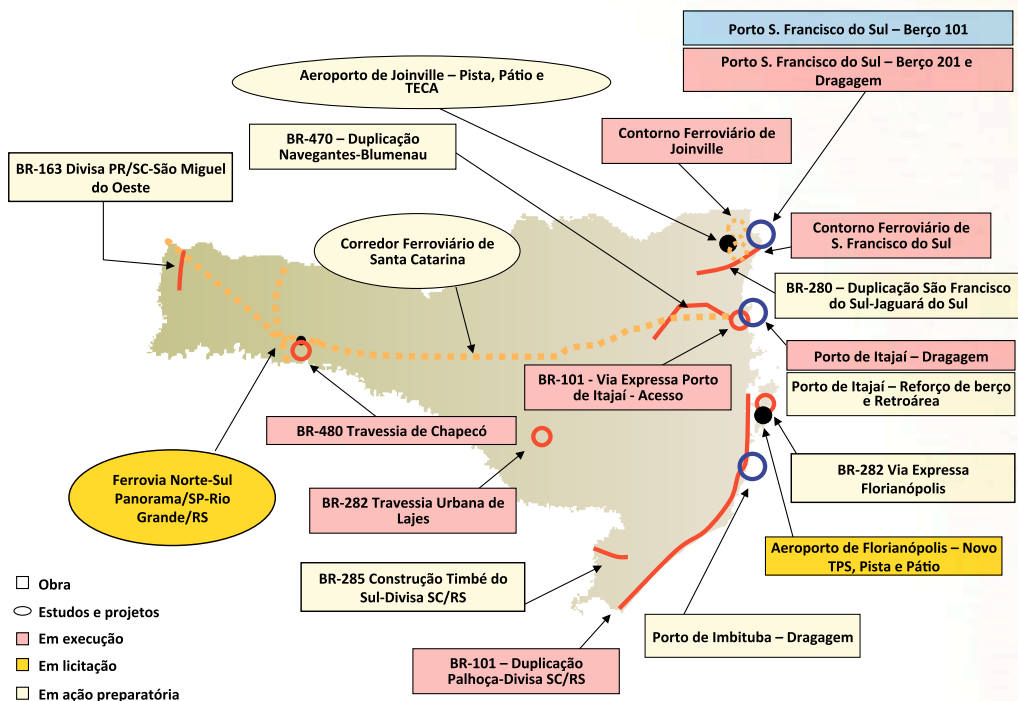 Porto S. Francisco do Sul – Berço 101
Porto S. Francisco do Sul – Berço 201 e
Dragagem
Aeroporto de Joinville – Pista, Pátio e
TECA
Contorno Ferroviário de
Joinville
BR-470 – Duplicação
Navegantes-Blumenau
BR-163 Divisa PR/SC-São Miguel
do Oeste
Corredor Ferroviário de
Santa Catarina
Contorno Ferroviário de
S. Francisco do Sul
BR-280 – Duplicação São Francisco
do Sul-Jaguará do Sul
Porto de Itajaí – Dragagem
BR-101 - Via Expressa Porto
de Itajaí - Acesso
Porto de Itajaí – Reforço de berço
e Retroárea
BR-480 Travessia de Chapecó
BR-282 Via Expressa
Florianópolis
Ferrovia Norte-Sul
Panorama/SP-Rio
Grande/RS
BR-282 Travessia Urbana de
Lajes
Aeroporto de Florianópolis – Novo
TPS, Pista e Pátio
BR-285 Construção Timbé do
Sul-Divisa SC/RS
Porto de Imbituba – Dragagem
BR-101 – Duplicação
Palhoça-Divisa SC/RS
Obra
Estudos e projetos
Em execução
Em licitação
Em ação preparatória